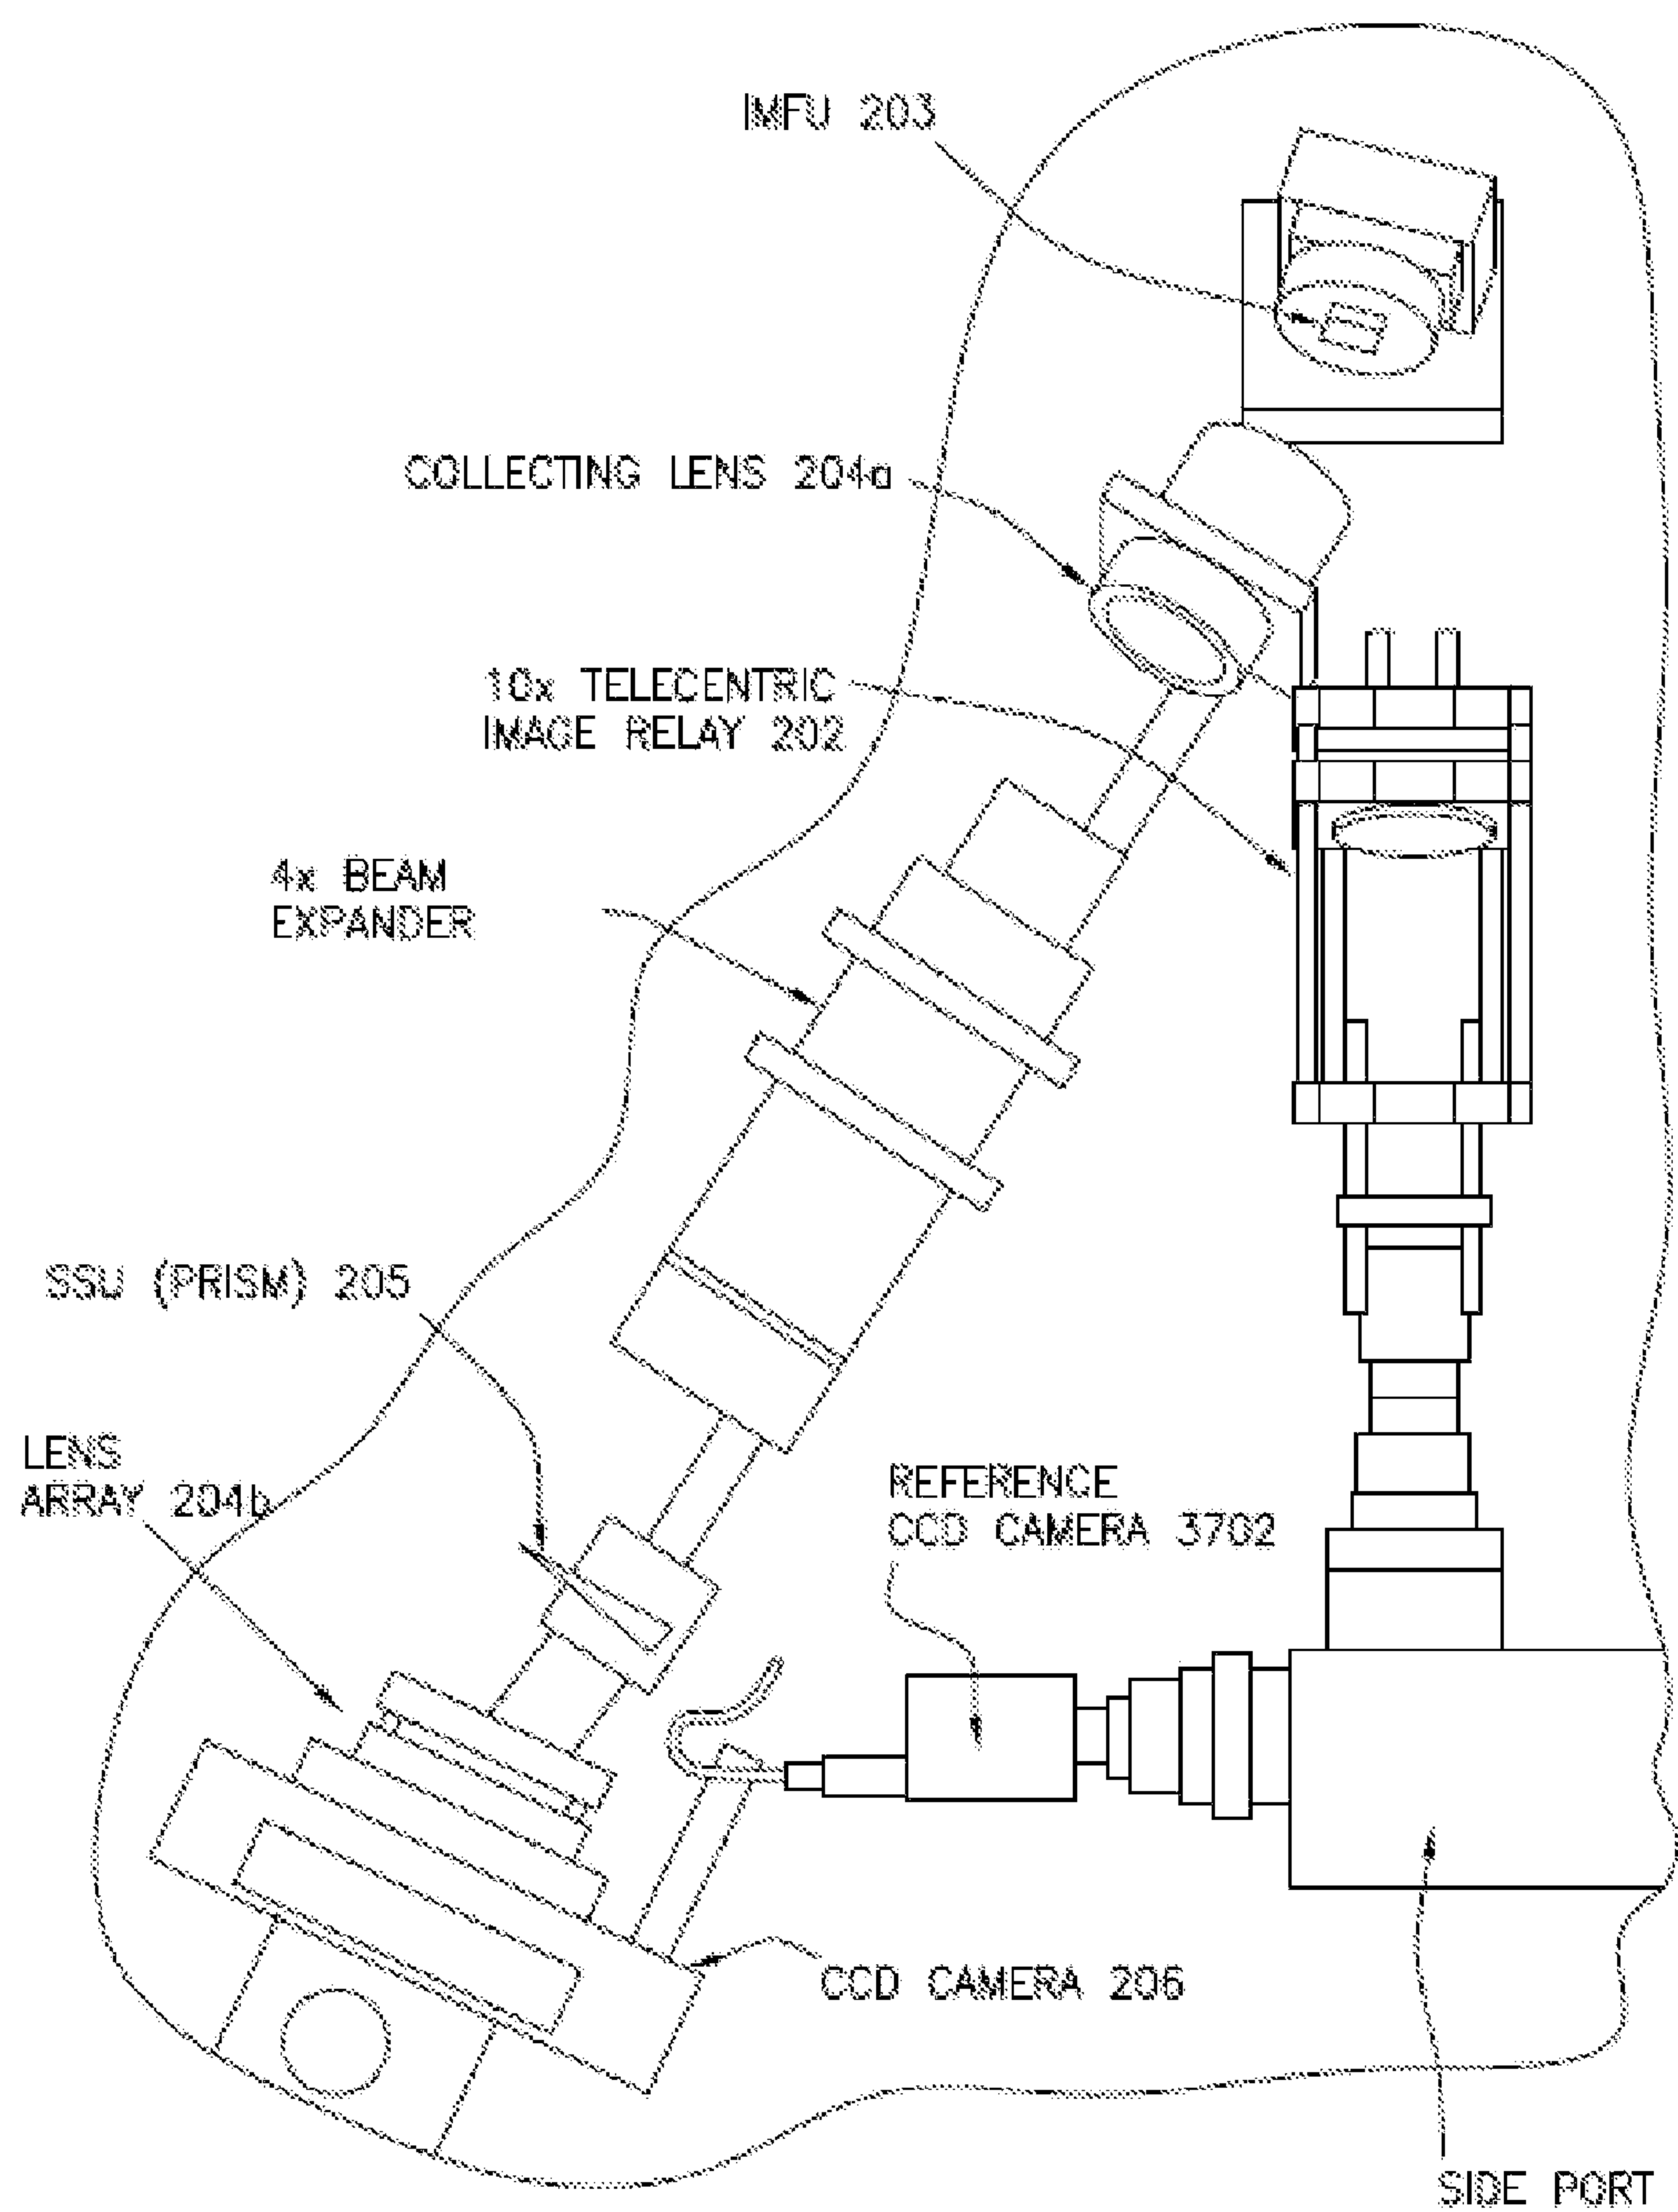 IMFU 203
COLLECTING LENS 204a
10x TELECENTRIC
IMAGE RELAY 202
4x BEAM
EXPANDER
SSU (PRISM) 205
LENS
ARRAY 204b
REFERENCE
CCD CAMERA 3702
CCD CAMERA 206
SIDE PORT